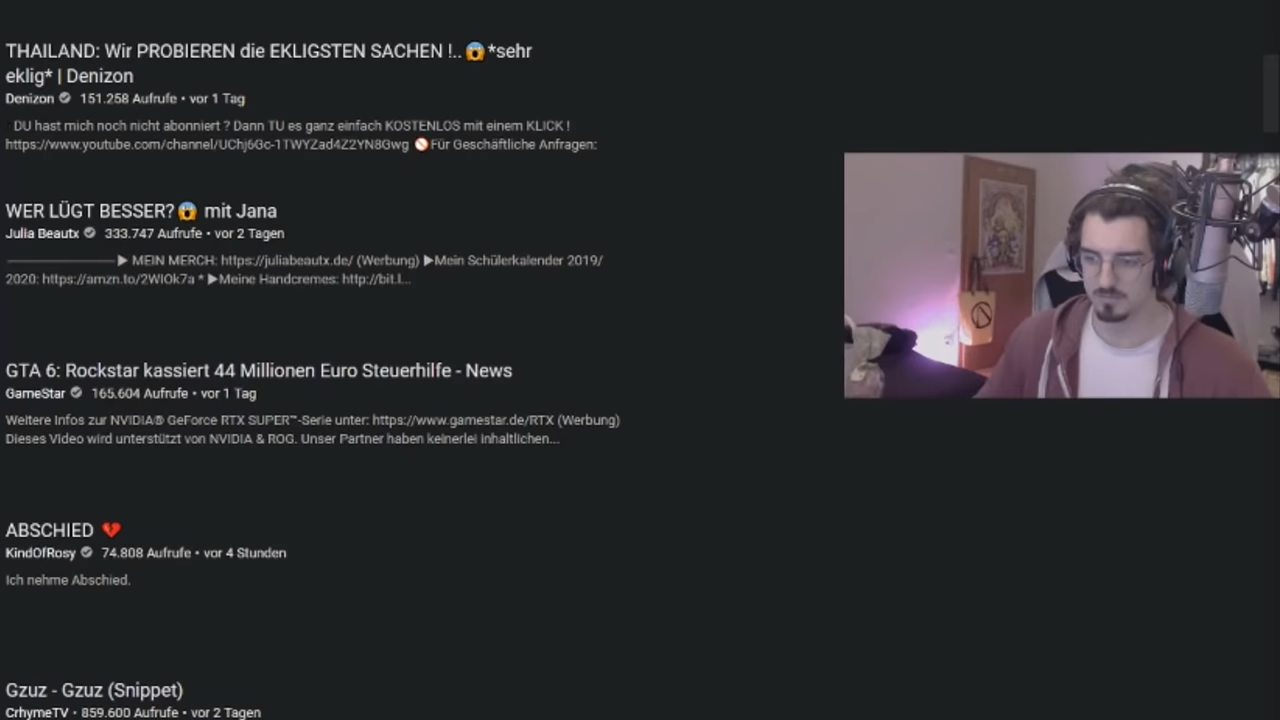 THAILAND: Wir PROBIEREN die EKLIGSTEN SACHEN !..😱*sehr
eklig* | Denizon
Denizon 151.258 Aufrufe • vor 1 Tag
DU hast mich noch nicht abonniert ? Dann TU es ganz einfach KOSTENLOS mit einem KLICK !
https://www.youtube.com/channel/UChj6Gc-1TWYZad4Z2YN8Gwg 🚫Für Geschäftliche Anfragen:
WER LÜGT BESSER?😱 mit Jana
Julia Beautx 333.747 Aufrufe • vor 2 Tagen
————————————▶ MEIN MERCH: https://juliabeautx.de/ (Werbung) ▶Mein Schülerkalender 2019/
2020: https://amzn.to/2WlOk7a * ▶Meine Handcremes: http://bit.l...
GTA 6: Rockstar kassiert 44 Millionen Euro Steuerhilfe - News
GameStar 165.604 Aufrufe • vor 1 Tag
Weitere Infos zur NVIDIA® GeForce RTX SUPER™-Serie unter: https://www.gamestar.de/RTX (Werbung)
Dieses Video wird unterstützt von NVIDIA & ROG. Unser Partner haben keinerlei inhaltlichen...
ABSCHIED 💔
KindOfRosy 74.808 Aufrufe • vor 4 Stunden
Ich nehme Abschied.
Gzuz - Gzuz (Snippet)
CrhymeTV • 859.600 Aufrufe • vor 2 Tagen